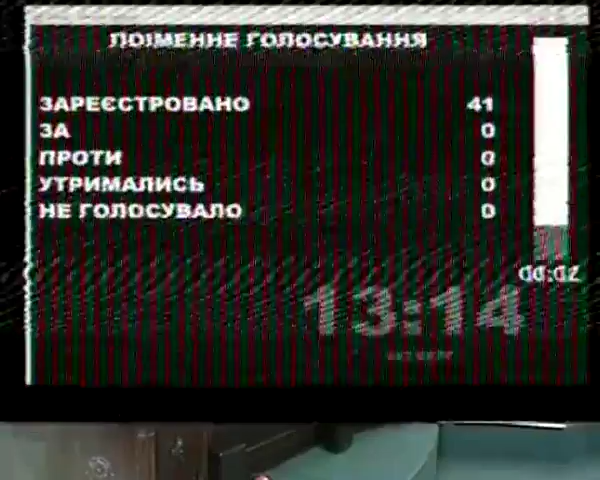 ПОІМЕННЕ ГОЛОСУВАННЯ
ЗАРЕЄСТРОВАНО 41
ЗА 0
ПРОТИ 0
УТРИМАЛИСЬ 0
НЕ ГОЛОСУВАЛО 0
00:02
13:14